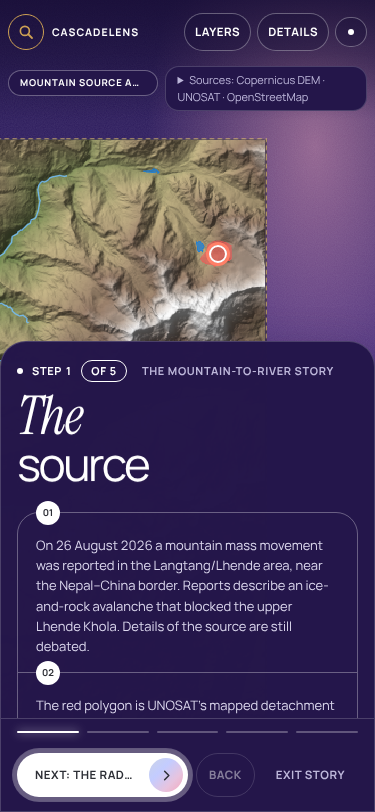 CASCADELENS
LAYERS
DETAILS
MOUNTAIN SOURCE A...
▶ Sources: Copernicus DEM ·
UNOSAT · OpenStreetMap
STEP 1
OF 5
THE MOUNTAIN-TO-RIVER STORY
The
source
01
On 26 August 2026 a mountain mass movement
was reported in the Langtang/Lhende area, near
the Nepal–China border. Reports describe an ice-
and-rock avalanche that blocked the upper
Lhende Khola. Details of the source are still
debated.
02
The red polygon is UNOSAT's mapped detachment
NEXT: THE RAD...
BACK
EXIT STORY